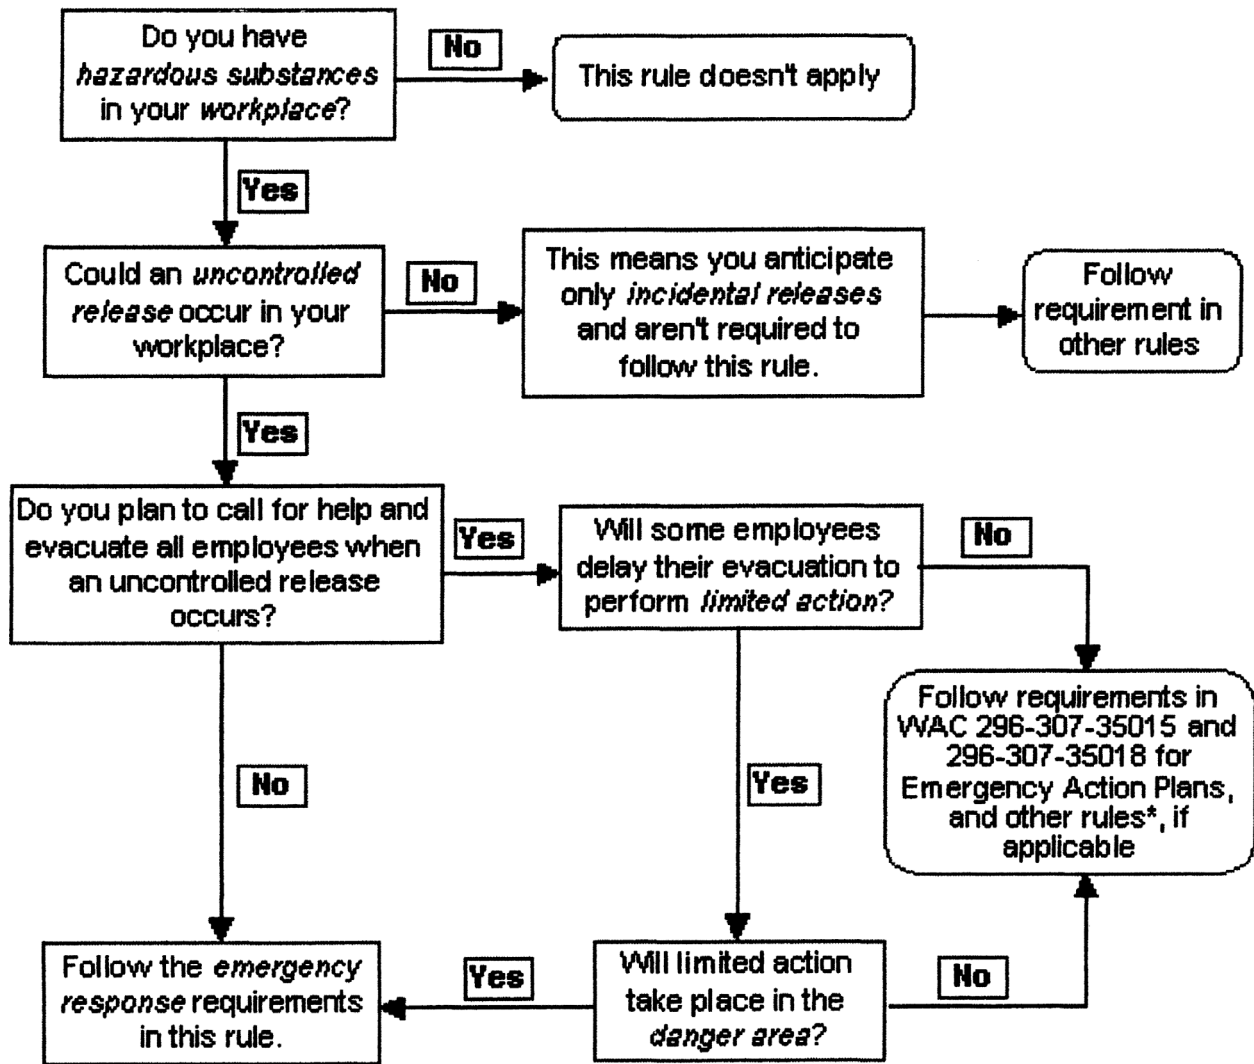 Do you have
hazardous substances
in your workplace?
No
This rule doesn't apply
Yes
Could an uncontrolled
release occur in your
workplace?
No
This means you anticipate
only incidental releases
and aren't required to
follow this rule.
Follow
requirement in
other rules
Yes
Do you plan to call for help and
evacuate all employees when
an uncontrolled release
occurs?
Yes
Will some employees
delay their evacuation to
perform limited action?
No
Follow requirements in
WAC 296-307-35015 and
296-307-35018 for
Emergency Action Plans,
and other rules*, if
applicable
No
Yes
Follow the emergency
response requirements
in this rule.
Yes
Will limited action
take place in the
danger area?
No